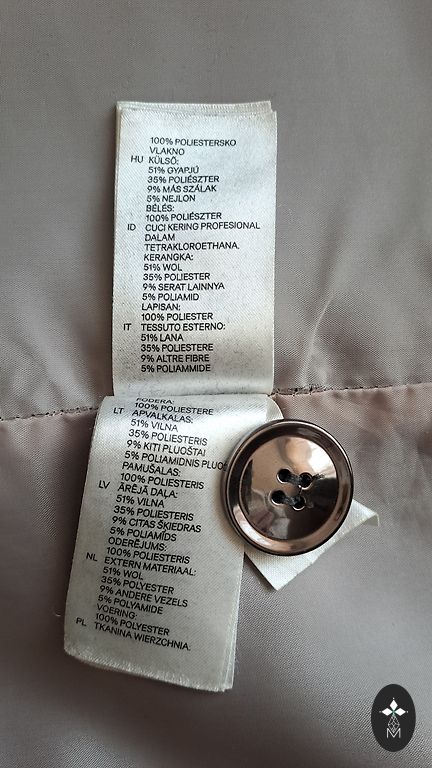 100% POLIESTERSKO
VLAKNO
HU KÜLSŐ:
51% GYAPJÚ
35% POLIÉSZTER
9% MÁS SZÁLAK
5% NEJLON
BÉLÉS:
100% POLIÉSZTER
ID CUCI KERING PROFESIONAL
DALAM
TETRAKLOROETHANA.
KERANGKA:
51% WOL
35% POLIESTER
9% SERAT LAINNYA
5% POLIAMID
LAPISAN:
100% POLIESTER
IT TESSUTO ESTERNO:
51% LANA
35% POLIESTERE
9% ALTRE FIBRE
5% POLIAMMIDE
FODERA:
100% POLIESTERE
LT APVALKALAS:
51% VILNA
35% POLIESTERIS
9% KITI PLUOŠTAI
5% POLIAMIDNIS PLUO
PAMUŠALAS:
100% POLIESTERIS
LV ĀRĒJĀ DAĻA:
51% VILNA
35% POLIESTERIS
9% CITAS ŠĶIEDRAS
5% POLIAMĪDS
ODERĒJUMS:
100% POLIESTERIS
NL EXTERN MATERIAAL:
51% WOL
35% POLYESTER
9% ANDERE VEZELS
5% POLYAMIDE
VOERING:
100% POLYESTER
PL TKANINA WIERZCHNIA:
M